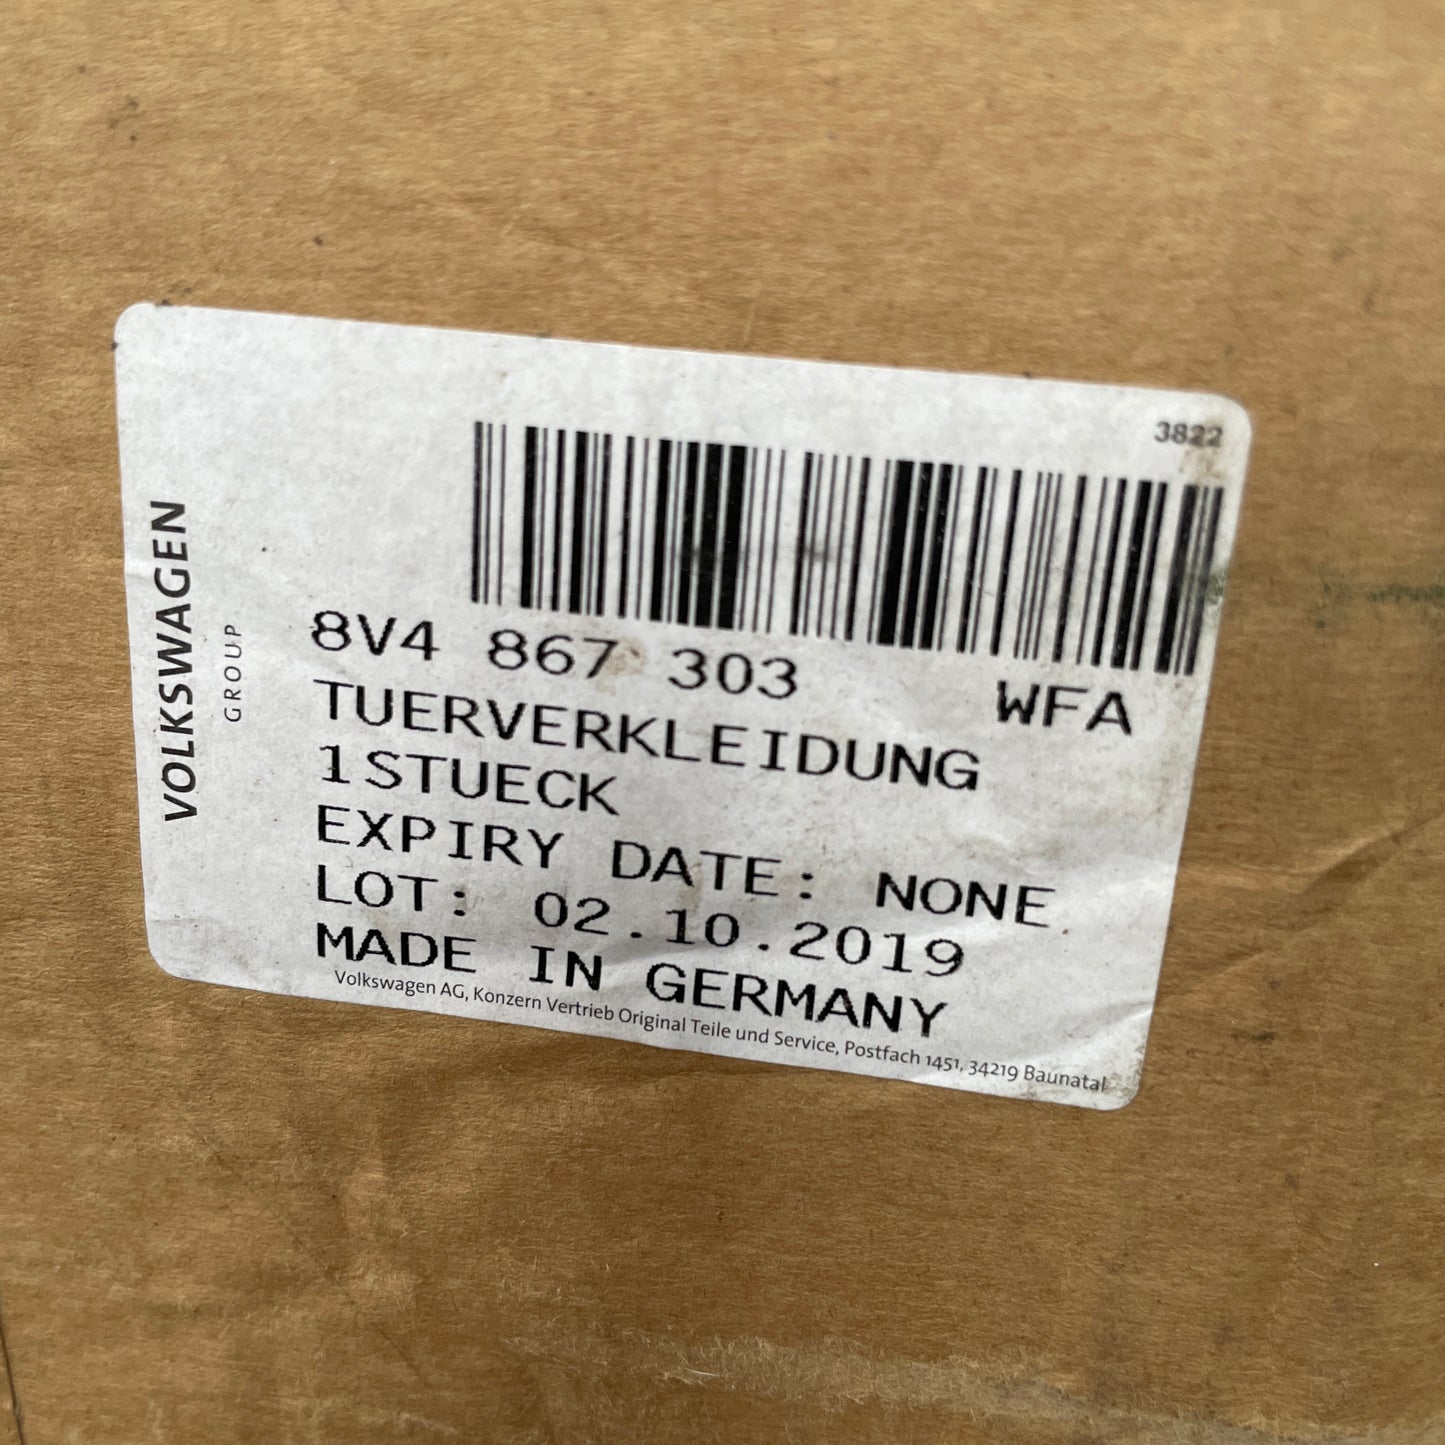 3822
VOLKSWAGEN
GROUP
8V4 867 303 WFA
TUERVERKLEIDUNG
1STUECK
EXPIRY DATE: NONE
LOT: 02.10.2019
MADE IN GERMANY
Volkswagen AG, Konzern Vertrieb Original Teile und Service, Postfach 1451, 34219 Baunatal